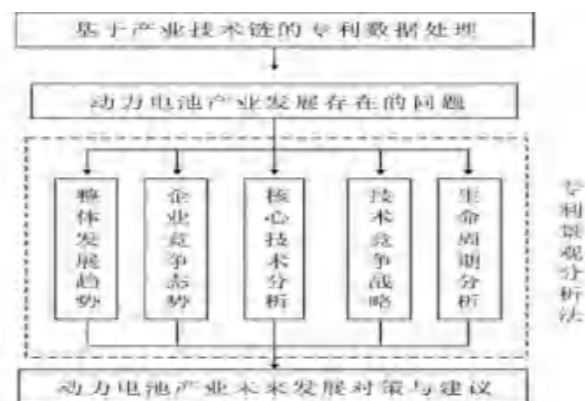 基于产业技术链的专利数据处理
动力电池产业发展存在的问题
整体发展趋势
企业竞争态势
核心技术分析
技术竞争战略
生命周期分析
专利景观分析法
动力电池产业未来发展对策与建议